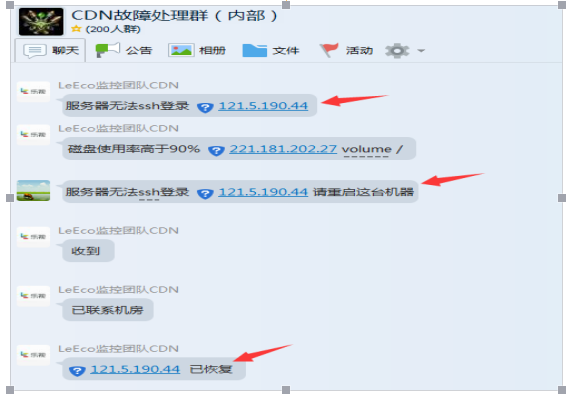 CDN故障处理群（内部）
(200人群)
聊天 公告 相册 文件 活动
LeEco监控团队CDN
服务器无法ssh登录 121.5.190.44
LeEco监控团队CDN
磁盘使用率高于90% 221.181.202.27 volume /
服务器无法ssh登录 121.5.190.44 请重启这台机器
LeEco监控团队CDN
收到
LeEco监控团队CDN
已联系机房
LeEco监控团队CDN
121.5.190.44 已恢复